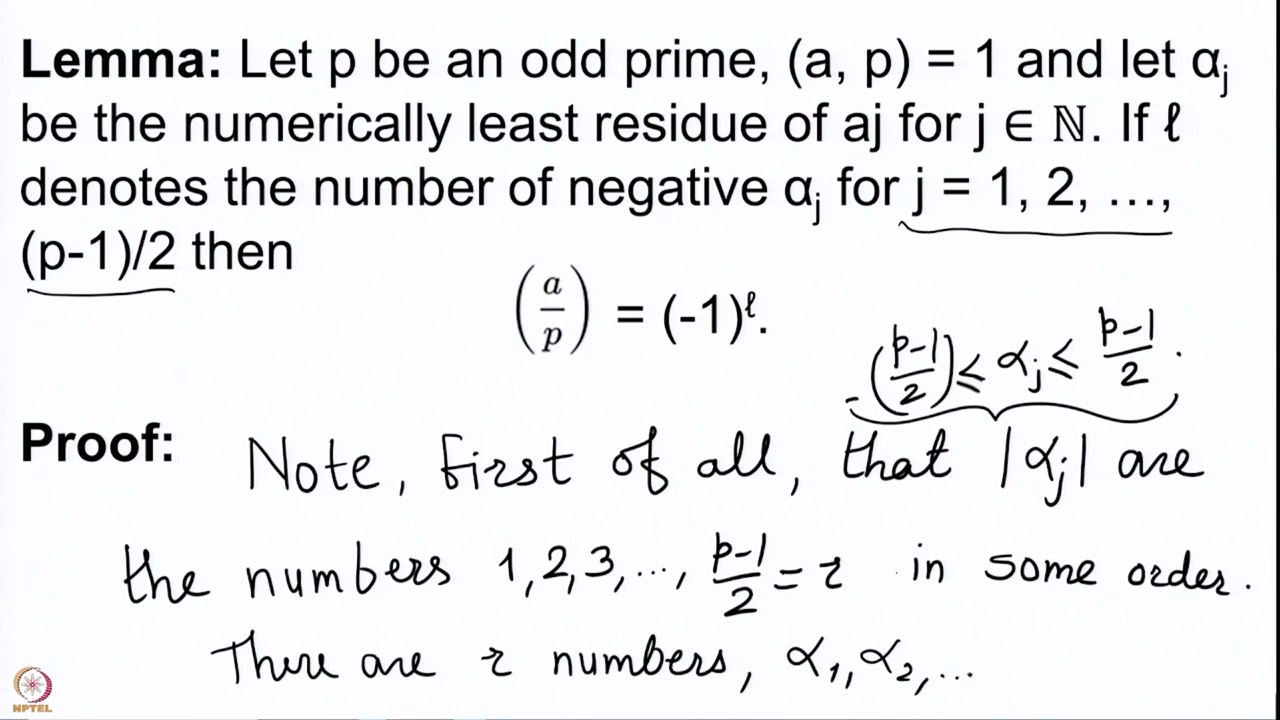 Lemma: Let p be an odd prime, (a, p) = 1 and let αj
be the numerically least residue of aj for j ∈ ℕ. If ℓ
denotes the number of negative αj for j = 1, 2, …,
(p-1)/2 then
(a/p) = (-1)^ℓ.
-(p-1/2) ≤ αj ≤ p-1/2.
Proof: Note, first of all, that |αj| are
the numbers 1, 2, 3, ..., p-1/2 = r in some order.
There are r numbers, α1, α2, ...
NPTEL